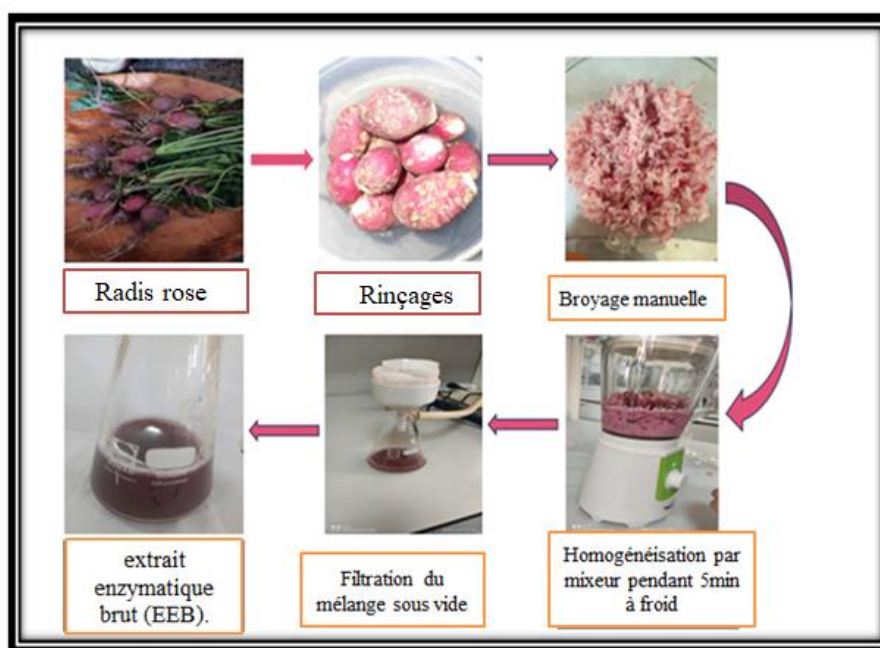 Radis rose
Rinçages
Broyage manuelle
Homogénéisation par
mixeur pendant 5min
à froid
Filtration du
mélange sous vide
extrait
enzymatique
brut (EEB).